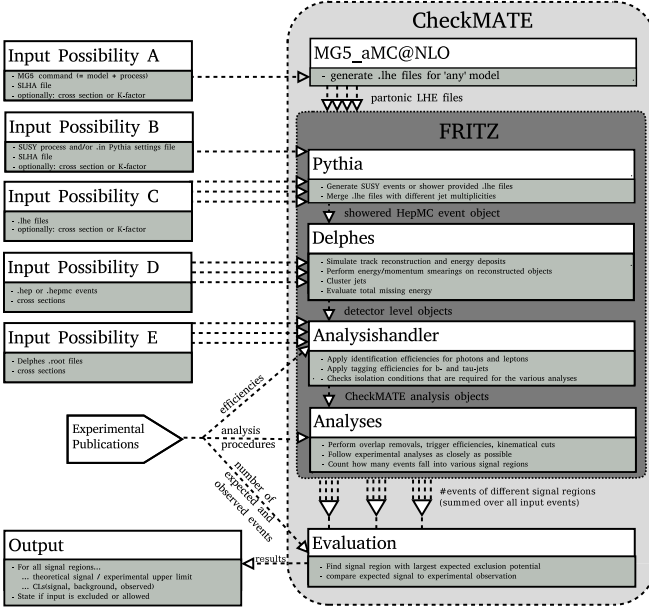 CheckMATE
Input Possibility A
- MG5 command (= model + process)
- SLHA file
- optionally: cross section or K-factor
MG5_aMC@NLO
- generate .lhe files for 'any' model
partonic LHE files
Input Possibility B
- SUSY process and/or .in Pythia settings file
- SLHA file
- optionally: cross section or K-factor
FRITZ
Pythia
- Generate SUSY events or shower provided .lhe files
- Merge .lhe files with different jet multiplicities
showered HepMC event object
Input Possibility C
- .lhe files
- optionally: cross section or K-factor
Delphes
- Simulate track reconstruction and energy deposits
- Perform energy/momentum smearings on reconstructed objects
- Cluster jets
- Evaluate total missing energy
detector level objects
Input Possibility D
- .hep or .hepmc events
- cross sections
Input Possibility E
- Delphes .root files
- cross sections
Analysishandler
- Apply identification efficiencies for photons and leptons
- Apply tagging efficiencies for b- and tau-jets
- Checks isolation conditions that are required for the various analyses
CheckMATE analysis objects
Experimental
Publications
efficiencies
analysis
procedures
number of
expected and
observed events
Analyses
- Perform overlap removals, trigger efficiencies, kinematical cuts
- Follow experimental analyses as closely as possible
- Count how many events fall into various signal regions
#events of different signal regions
(summed over all input events)
Evaluation
- Find signal region with largest expected exclusion potential
- compare expected signal to experimental observation
results
Output
- For all signal regions...
... theoretical signal / experimental upper limit
... CLs(signal, background, observed)
- State if input is excluded or allowed